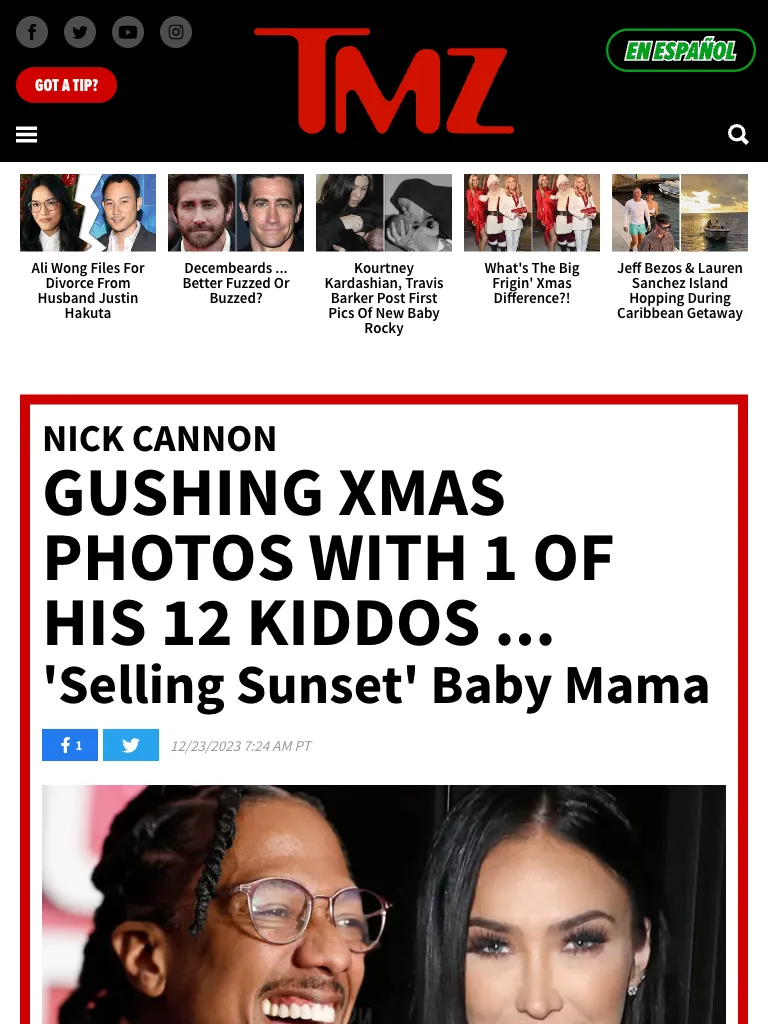 TMZ
EN ESPAÑOL
GOT A TIP?
Ali Wong Files For
Divorce From
Husband Justin
Hakuta
Decembeards ...
Better Fuzzed Or
Buzzed?
Kourtney
Kardashian, Travis
Barker Post First
Pics Of New Baby
Rocky
What's The Big
Frigin' Xmas
Difference?!
Jeff Bezos & Lauren
Sanchez Island
Hopping During
Caribbean Getaway
NICK CANNON
GUSHING XMAS
PHOTOS WITH 1 OF
HIS 12 KIDDOS ...
'Selling Sunset' Baby Mama
1
12/23/2023 7:24 AM PT